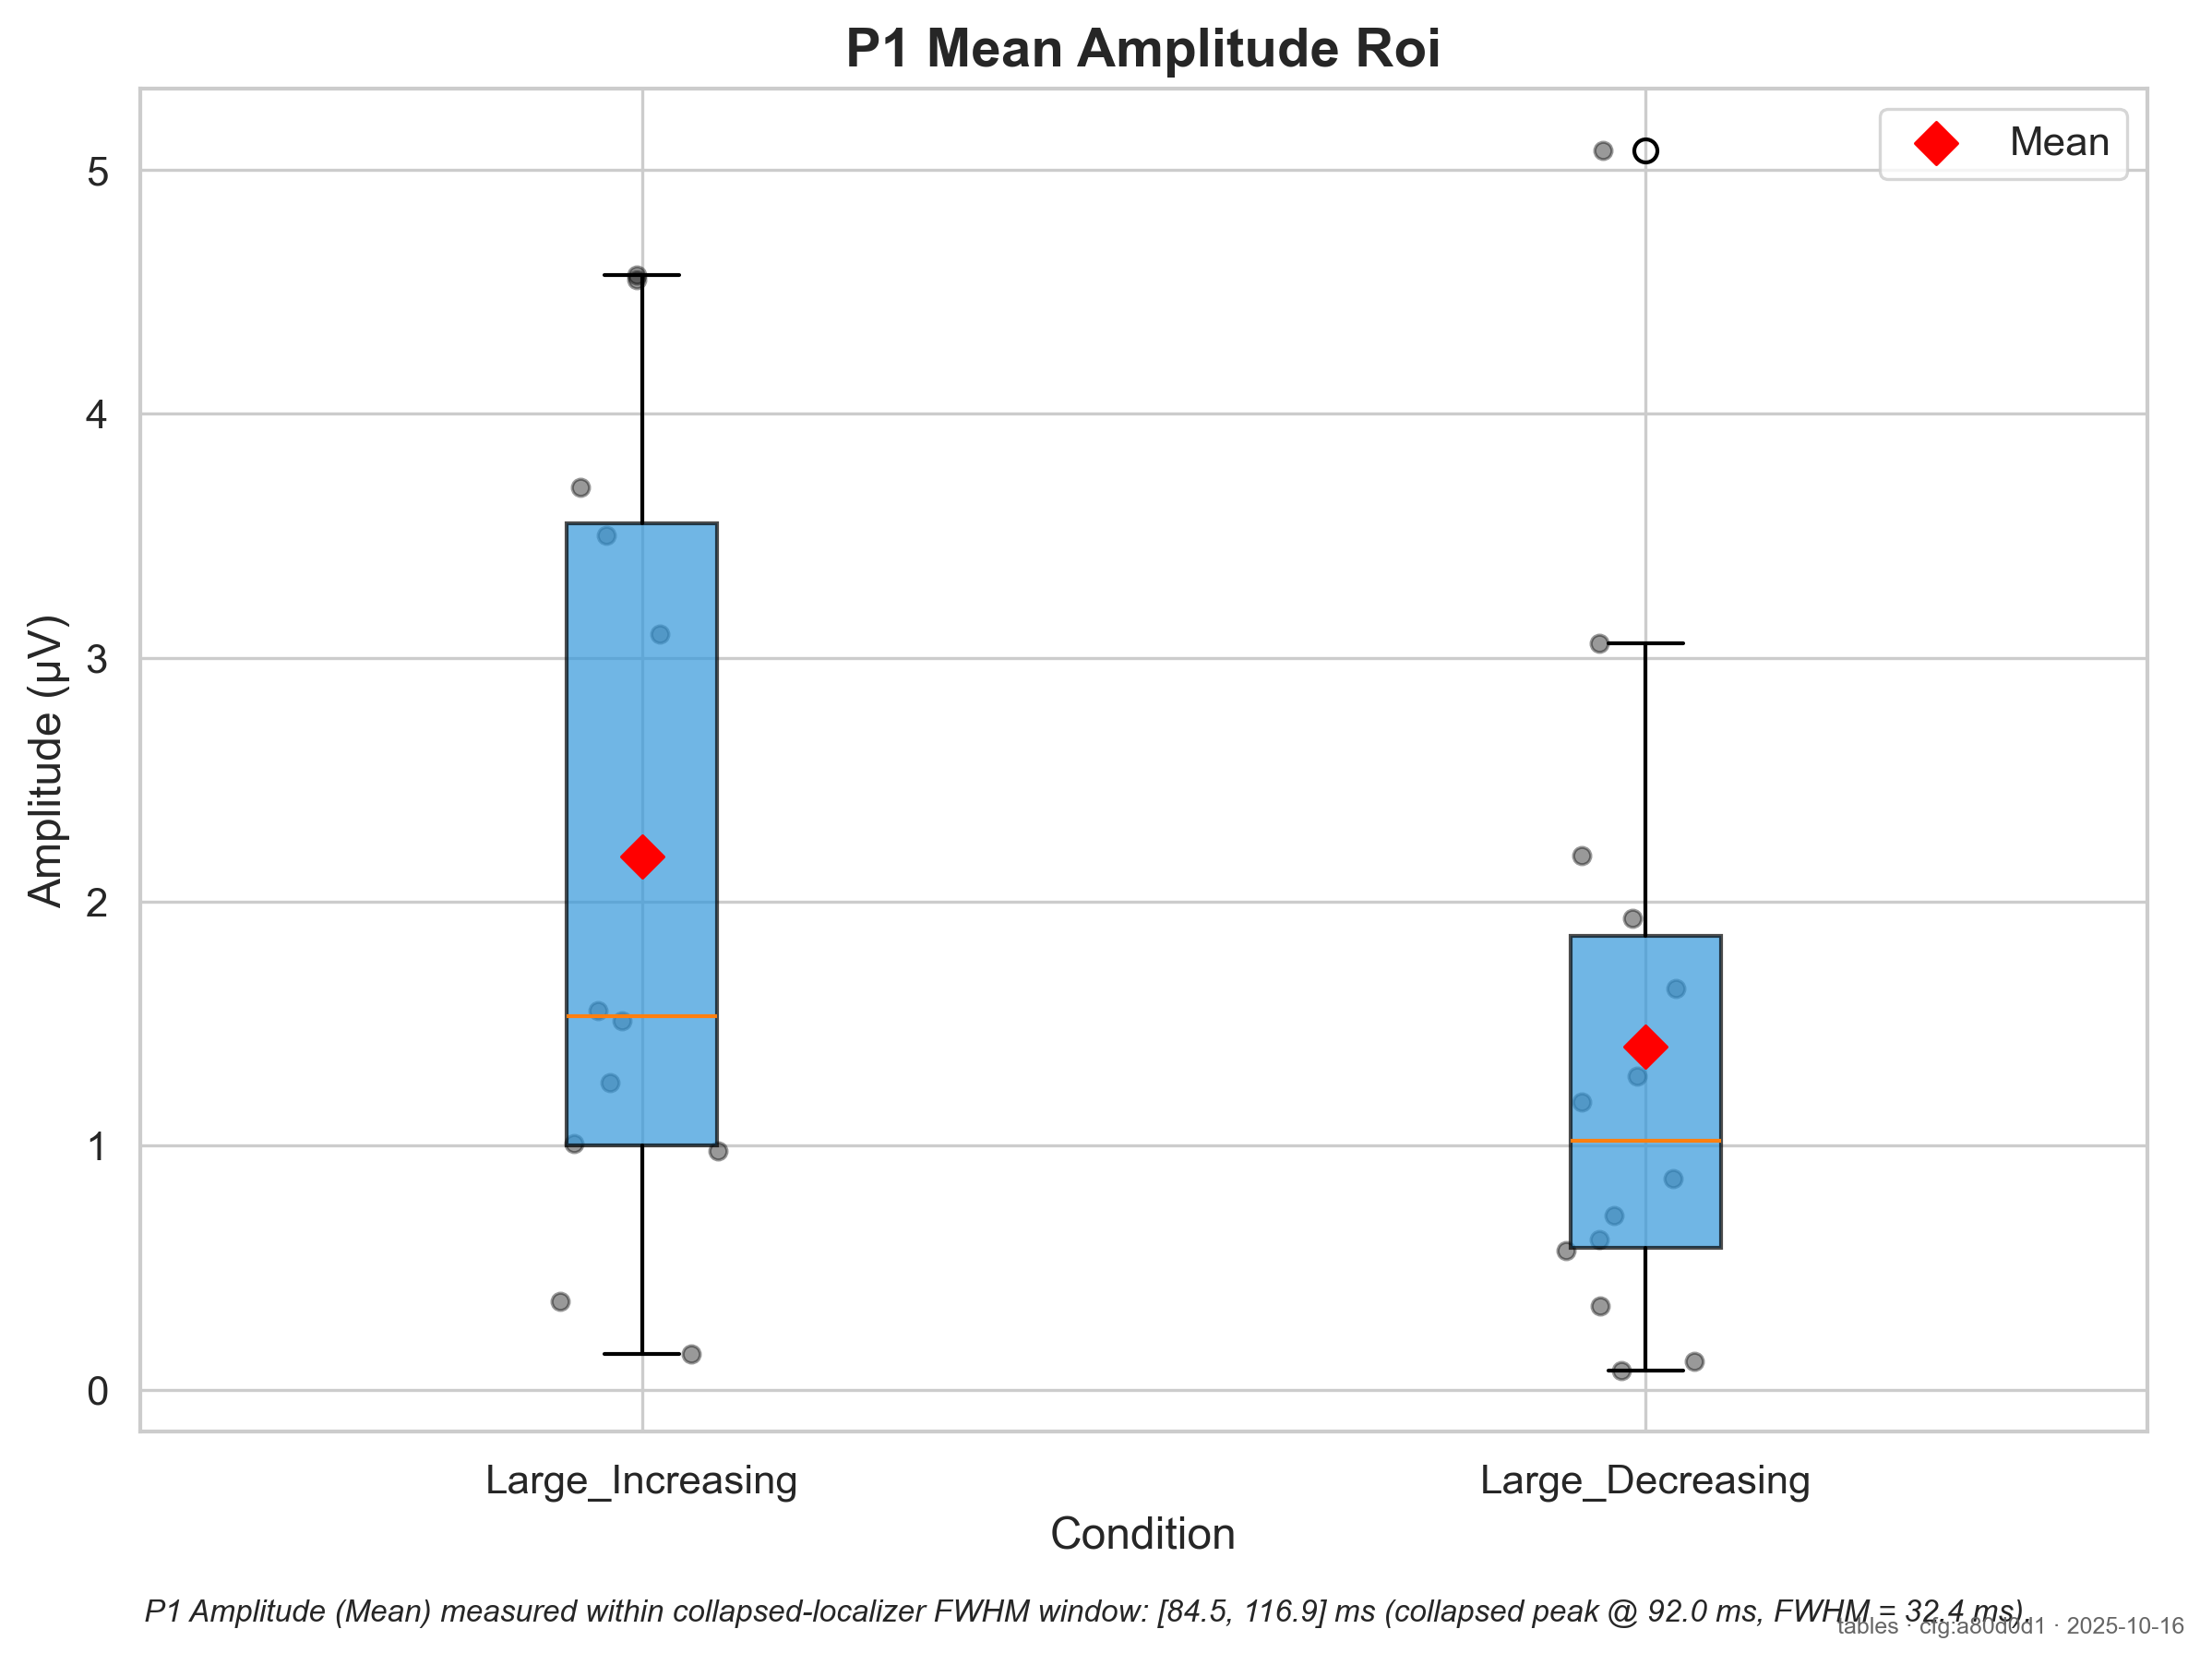 P1 Mean Amplitude Roi
Mean
Amplitude (µV)
5
4
3
2
1
0
Large_Increasing
Large_Decreasing
Condition
P1 Amplitude (Mean) measured within collapsed-localizer FWHM window: [84.5, 116.9] ms (collapsed peak @ 92.0 ms, FWHM = 32.4 ms).
tables · cfg:a80d0d1 · 2025-10-16